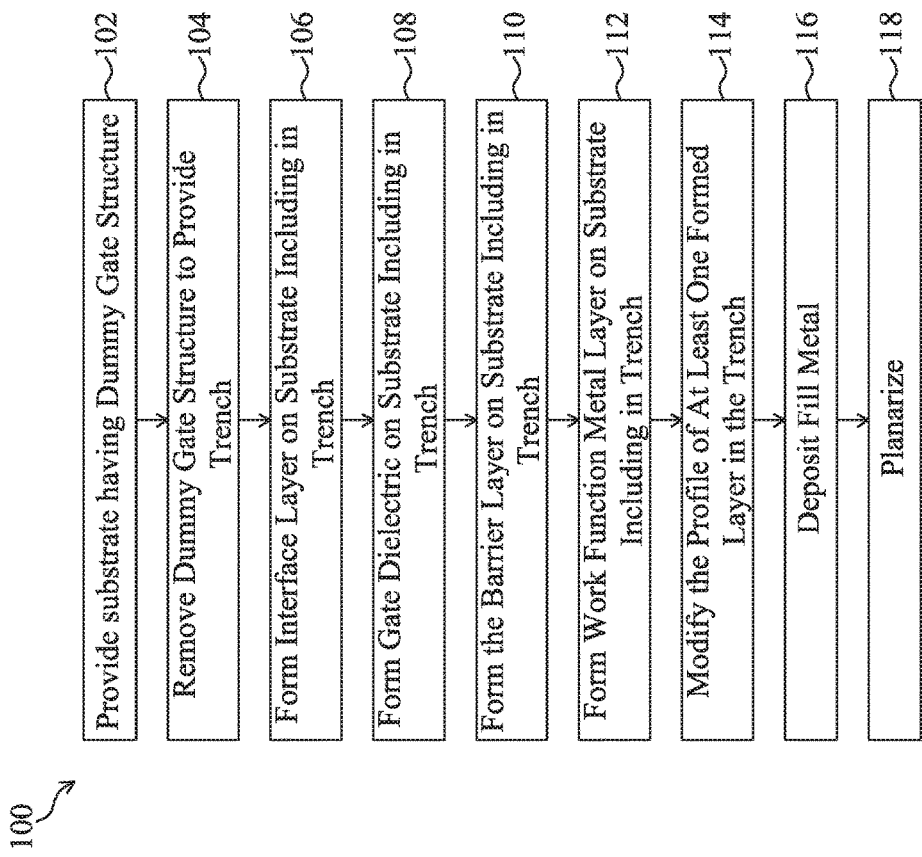 100
Provide substrate having Dummy Gate Structure
102
Remove Dummy Gate Structure to Provide
Trench
104
Form Interface Layer on Substrate Including in
Trench
106
Form Gate Dielectric on Substrate Including in
Trench
108
Form the Barrier Layer on Substrate Including in
Trench
110
Form Work Function Metal Layer on Substrate
Including in Trench
112
Modify the Profile of At Least One Formed
Layer in the Trench
114
Deposit Fill Metal
116
Planarize
118